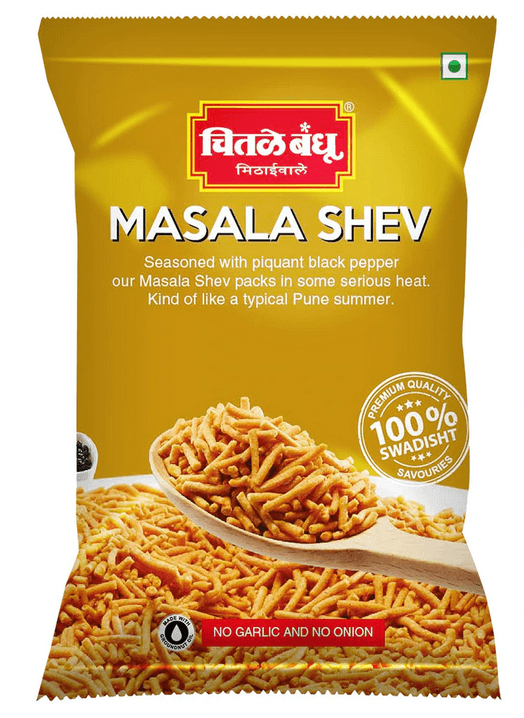 चितळे बंधू
®
मिठाईवाले
MASALA SHEV
Seasoned with piquant black pepper
our Masala Shev packs in some serious heat.
Kind of like a typical Pune summer.
PREMIUM QUALITY
100%
SWADISHT
SAVOURIES
MADE WITH
GROUNDNUT OIL
NO GARLIC AND NO ONION